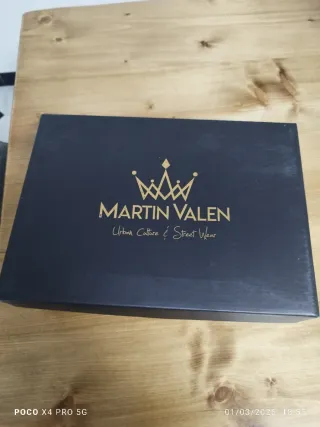 MARTIN VALEN
Urban Culture & Street Wear
POCO X4 PRO 5G